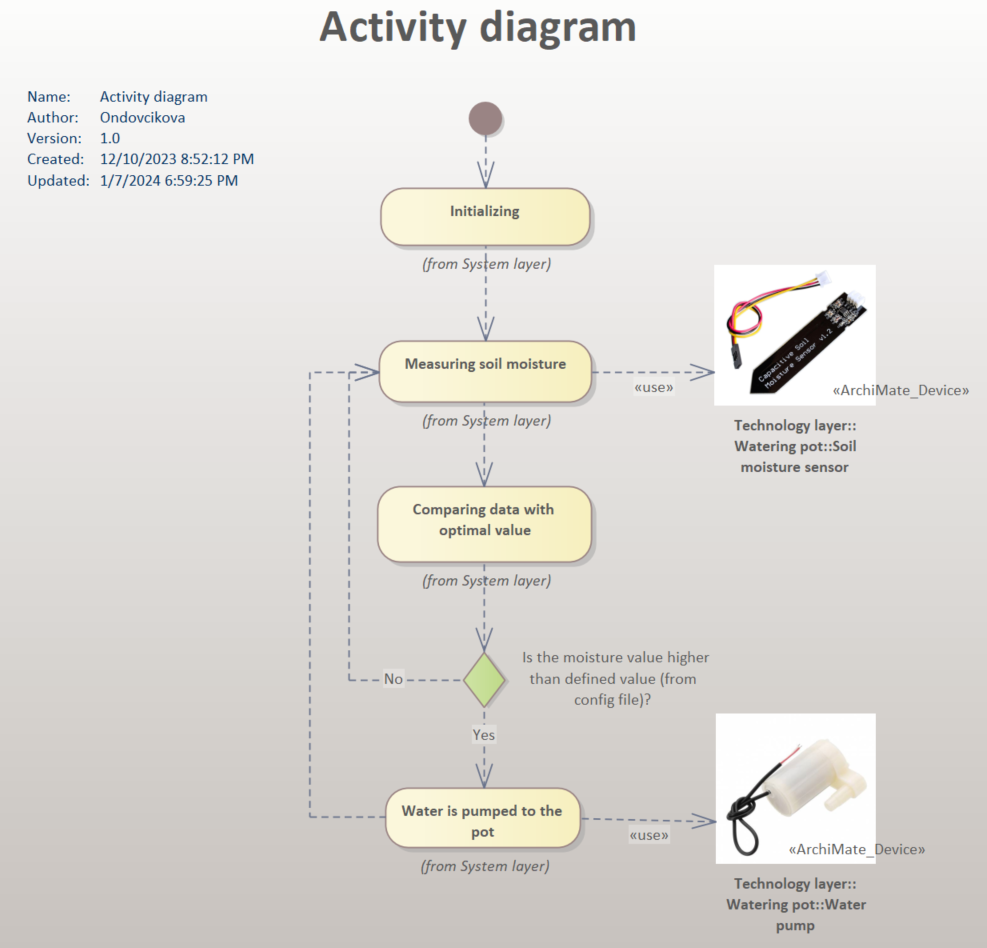 Activity diagram
Name: Activity diagram
Author: Ondovcikova
Version: 1.0
Created: 12/10/2023 8:52:12 PM
Updated: 1/7/2024 6:59:25 PM
Initializing
(from System layer)
Measuring soil moisture
(from System layer)
«use»
Capacitive Soil
Moisture Sensor v1.2
«ArchiMate_Device»
Technology layer::
Watering pot::Soil
moisture sensor
Comparing data with
optimal value
(from System layer)
Is the moisture value higher
than defined value (from
config file)?
No
Yes
Water is pumped to the
pot
(from System layer)
«use»
«ArchiMate_Device»
Technology layer::
Watering pot::Water
pump